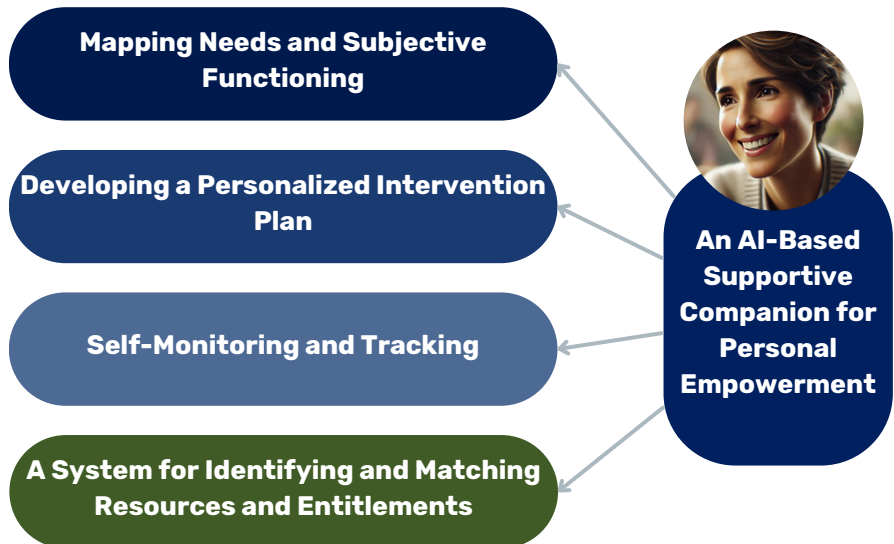 Mapping Needs and Subjective
Functioning
Developing a Personalized Intervention
Plan
Self-Monitoring and Tracking
A System for Identifying and Matching
Resources and Entitlements
An AI-Based
Supportive
Companion for
Personal
Empowerment